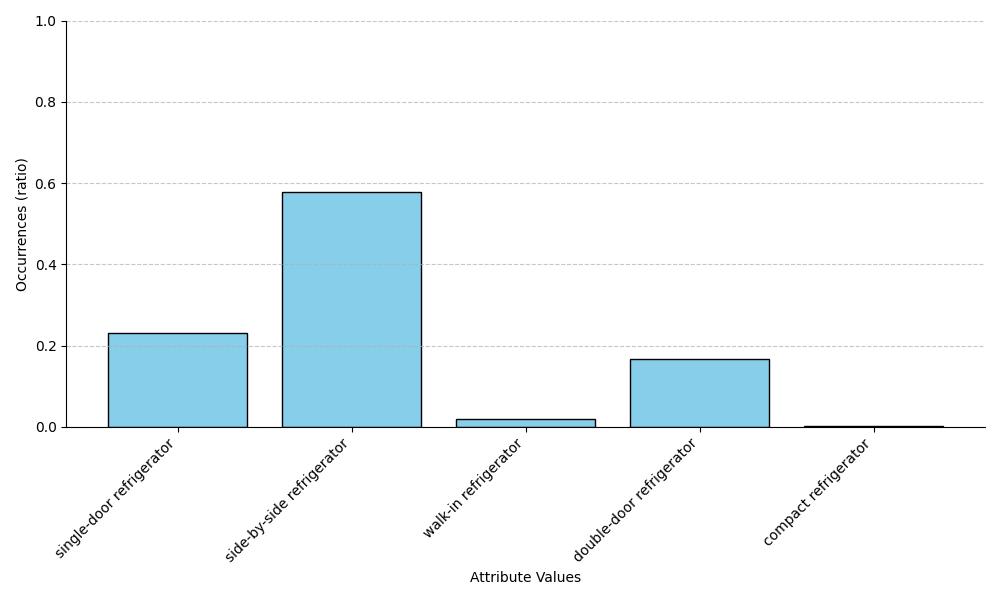 1.0
0.8
0.6
0.4
0.2
0.0
Occurrences (ratio)
single-door refrigerator
side-by-side refrigerator
walk-in refrigerator
double-door refrigerator
compact refrigerator
Attribute Values